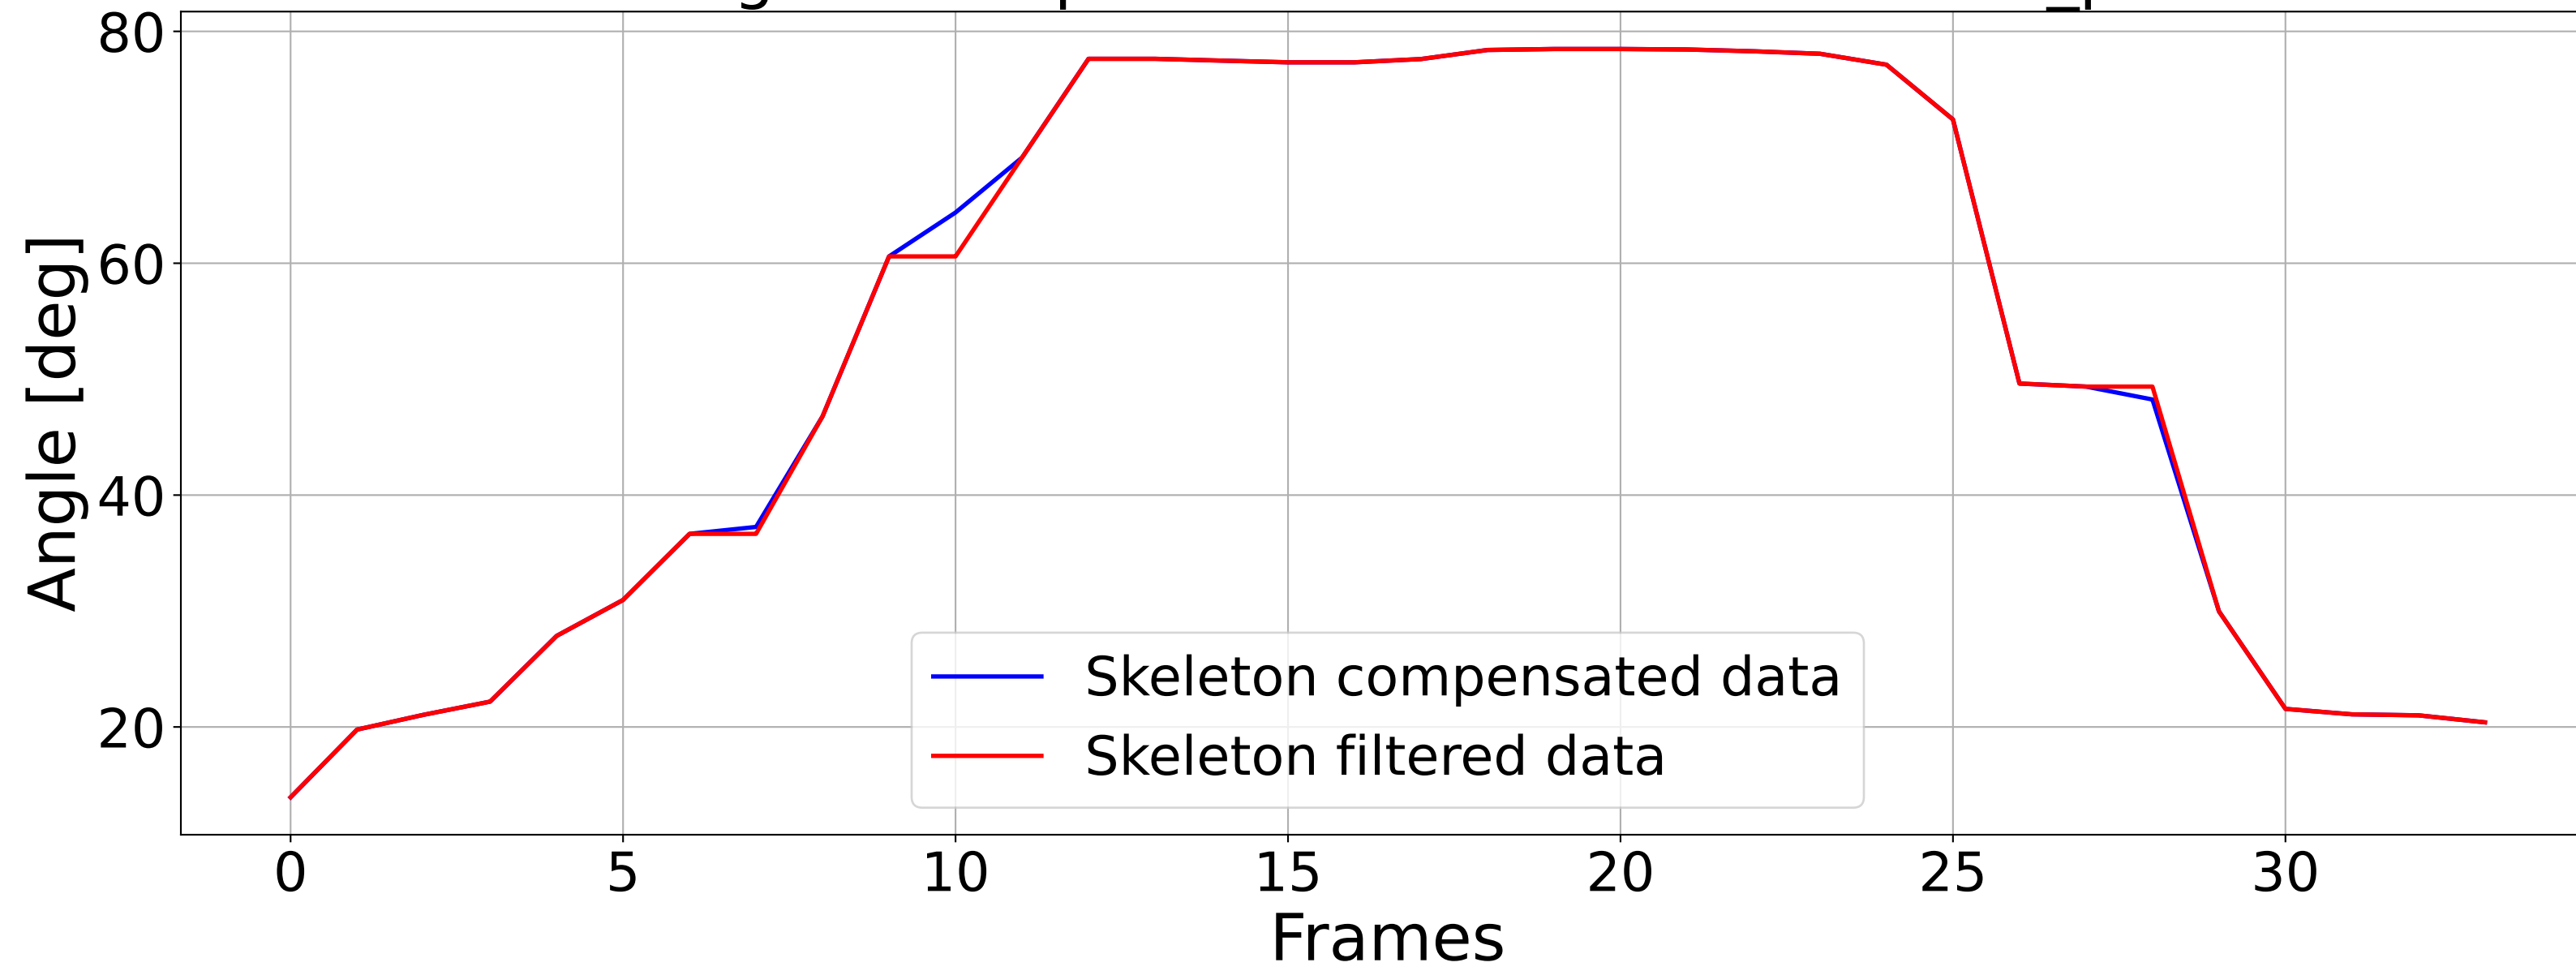 80
60
40
20
Angle [deg]
Skeleton compensated data
Skeleton filtered data
0 5 10 15 20 25 30
Frames